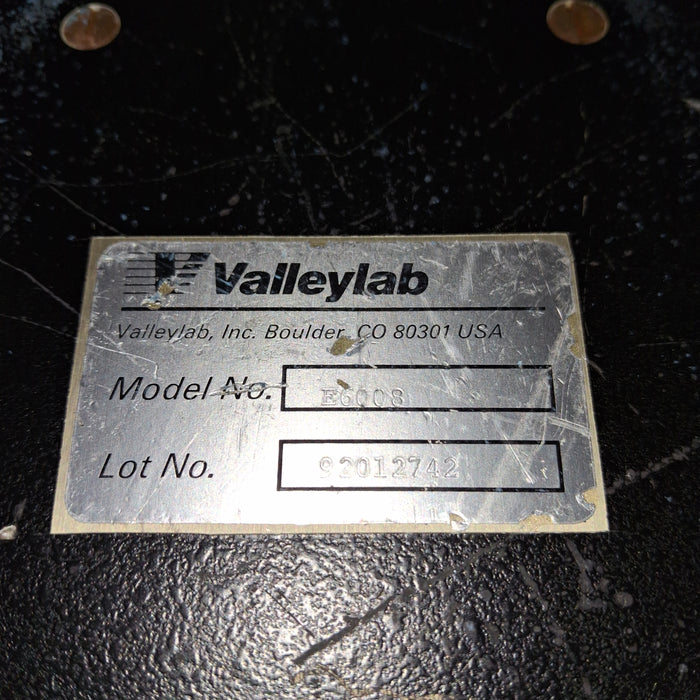 Valleylab
Valleylab, Inc. Boulder, CO 80301 USA
Model No. E6008
Lot No. 92012742